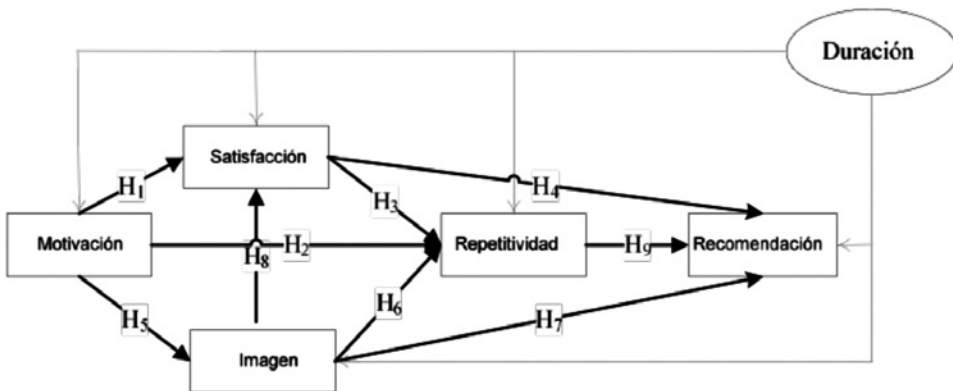 Duración
Satisfacción
H1
H4
H3
Motivación
H2
H8
Repetitividad
H9
Recomendación
H5
H6
H7
Imagen